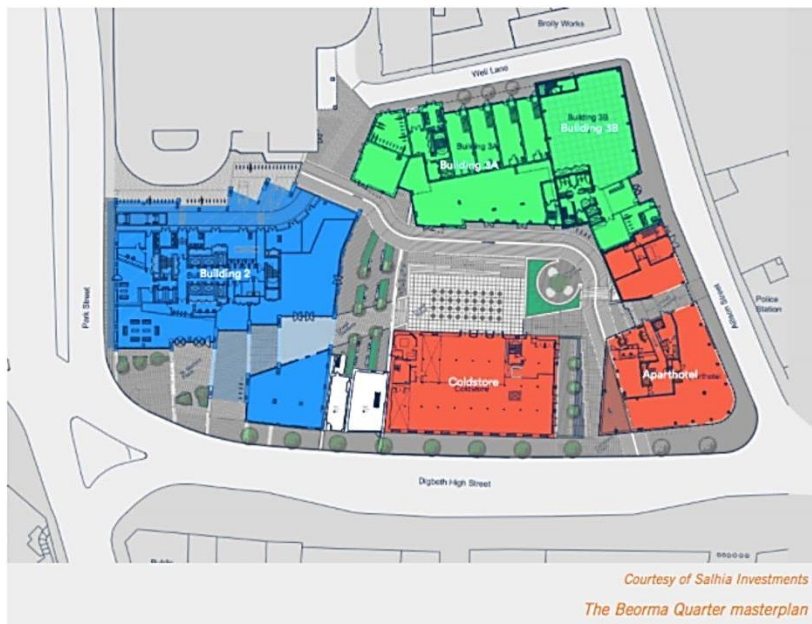 Brolly Works
Well Lane
Building 3B
Building 3B
Building 3A
Building 3A
Building 2
Park Street
Allison Street
Police
Station
Coldstore
Coldstore
Aparthotel
Digbeth High Street
Courtesy of Salhia Investments
The Beorma Quarter masterplan